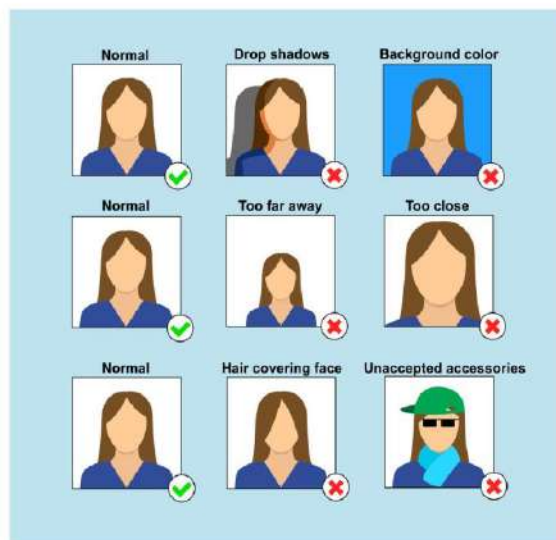 Normal
Drop shadows
Background color
Normal
Too far away
Too close
Normal
Hair covering face
Unaccepted accessories